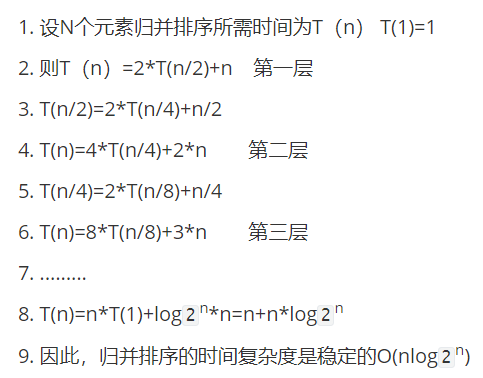 1. 设N个元素归并排序所需时间为T（n） T(1)=1
2. 则T（n）=2*T(n/2)+n 第一层
3. T(n/2)=2*T(n/4)+n/2
4. T(n)=4*T(n/4)+2*n 第二层
5. T(n/4)=2*T(n/8)+n/4
6. T(n)=8*T(n/8)+3*n 第三层
7. .........
8. T(n)=n*T(1)+log2ⁿ*n=n+n*log2ⁿ
9. 因此，归并排序的时间复杂度是稳定的O(nlog2ⁿ)